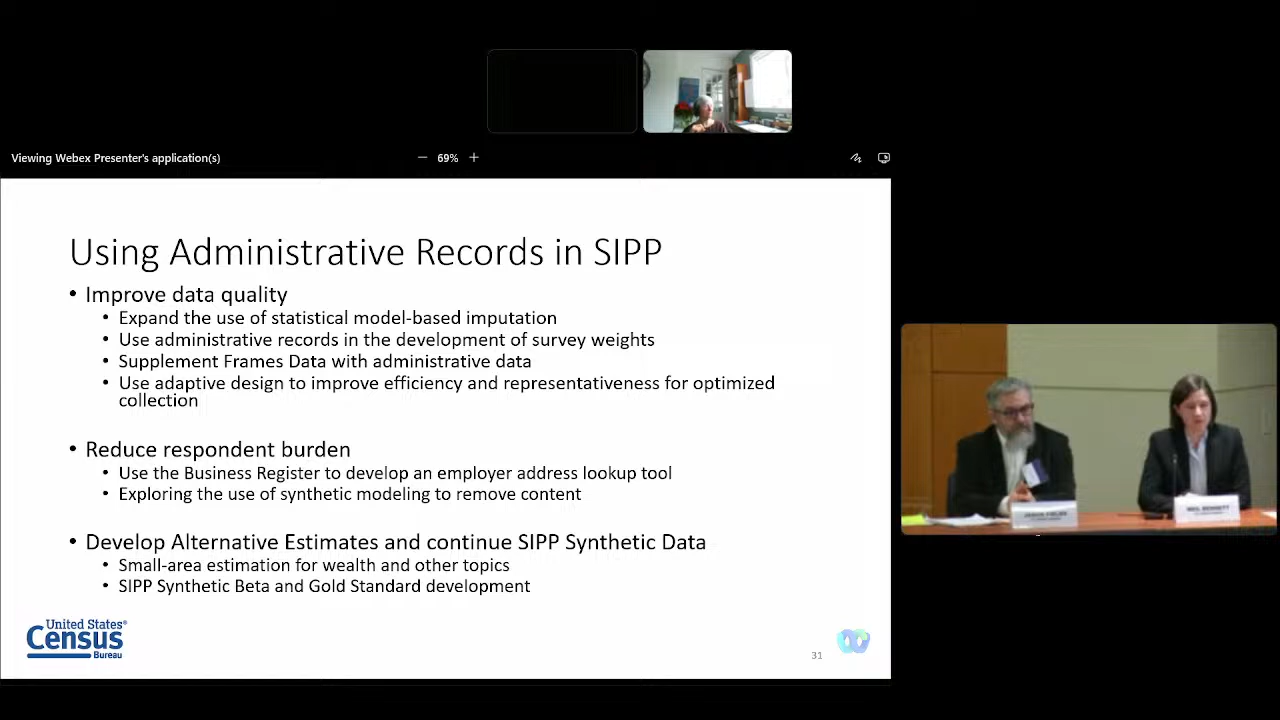 Viewing Webex Presenter's application(s)
69%
Using Administrative Records in SIPP
• Improve data quality
• Expand the use of statistical model-based imputation
• Use administrative records in the development of survey weights
• Supplement Frames Data with administrative data
• Use adaptive design to improve efficiency and representativeness for optimized
collection
• Reduce respondent burden
• Use the Business Register to develop an employer address lookup tool
• Exploring the use of synthetic modeling to remove content
• Develop Alternative Estimates and continue SIPP Synthetic Data
• Small-area estimation for wealth and other topics
• SIPP Synthetic Beta and Gold Standard development
United States®
Census
Bureau
31
JASON FIELDS
NEIL BENNETT